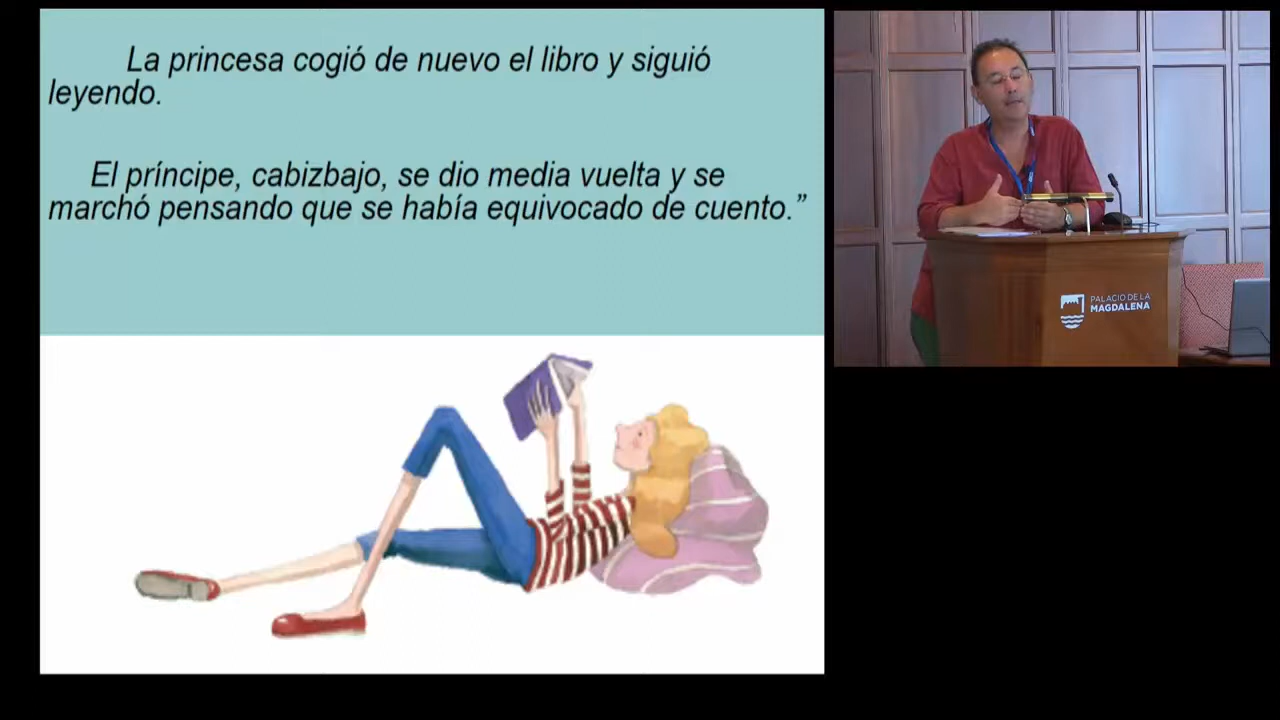 La princesa cogió de nuevo el libro y siguió
leyendo.
El príncipe, cabizbajo, se dio media vuelta y se
marchó pensando que se había equivocado de cuento.”
PALACIO DE LA
MAGDALENA